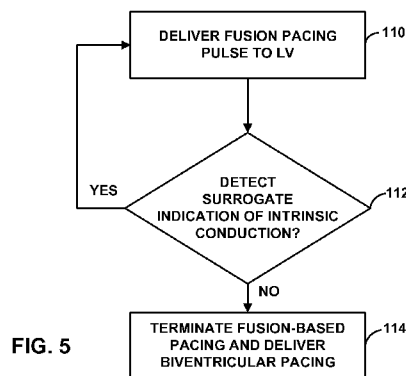 DELIVER FUSION PACING
PULSE TO LV
110
YES
DETECT
SURROGATE
INDICATION OF INTRINSIC
CONDUCTION?
112
NO
TERMINATE FUSION-BASED
PACING AND DELIVER
BIVENTRICULAR PACING
114
FIG. 5